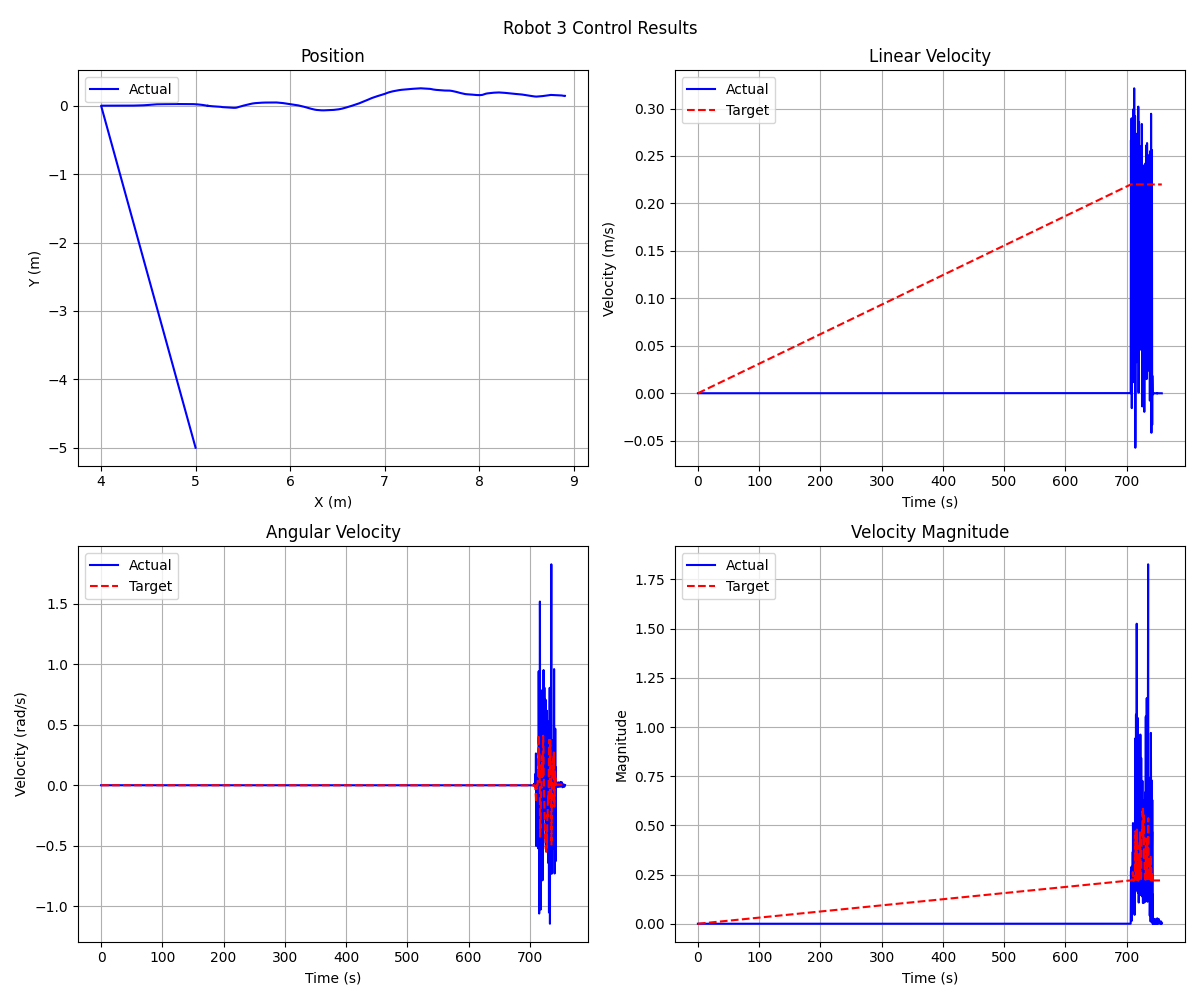 Robot 3 Control Results
Position
Actual
0
−1
−2
−3
−4
−5
Y (m)
4 5 6 7 8 9
X (m)
Linear Velocity
Actual
Target
0.30
0.25
0.20
0.15
0.10
0.05
0.00
−0.05
Velocity (m/s)
0 100 200 300 400 500 600 700
Time (s)
Angular Velocity
Actual
Target
1.5
1.0
0.5
0.0
−0.5
−1.0
Velocity (rad/s)
0 100 200 300 400 500 600 700
Time (s)
Velocity Magnitude
Actual
Target
1.75
1.50
1.25
1.00
0.75
0.50
0.25
0.00
Magnitude
0 100 200 300 400 500 600 700
Time (s)